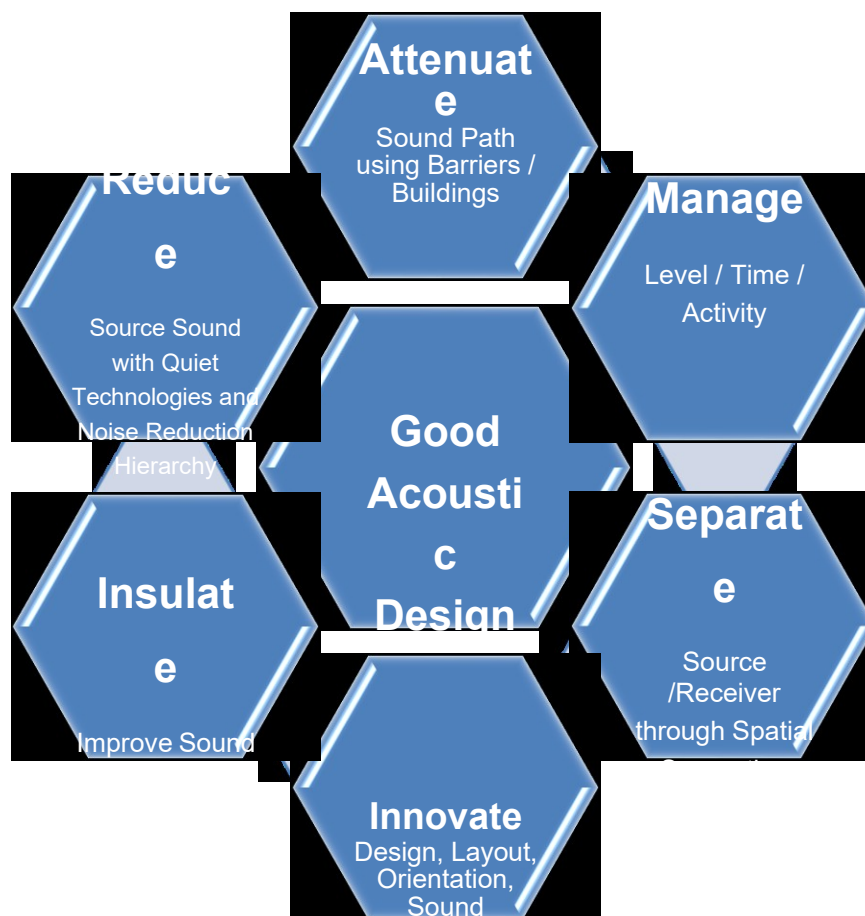 Attenuat
e
Sound Path
using Barriers /
Buildings
Reduc
e
Source Sound
with Quiet
Technologies and
Noise Reduction
Hierarchy
Manage
Level / Time /
Activity
Good
Acousti
c
Design
Insulat
e
Improve Sound
Separat
e
Source
/Receiver
through Spatial
Innovate
Design, Layout,
Orientation,
Sound